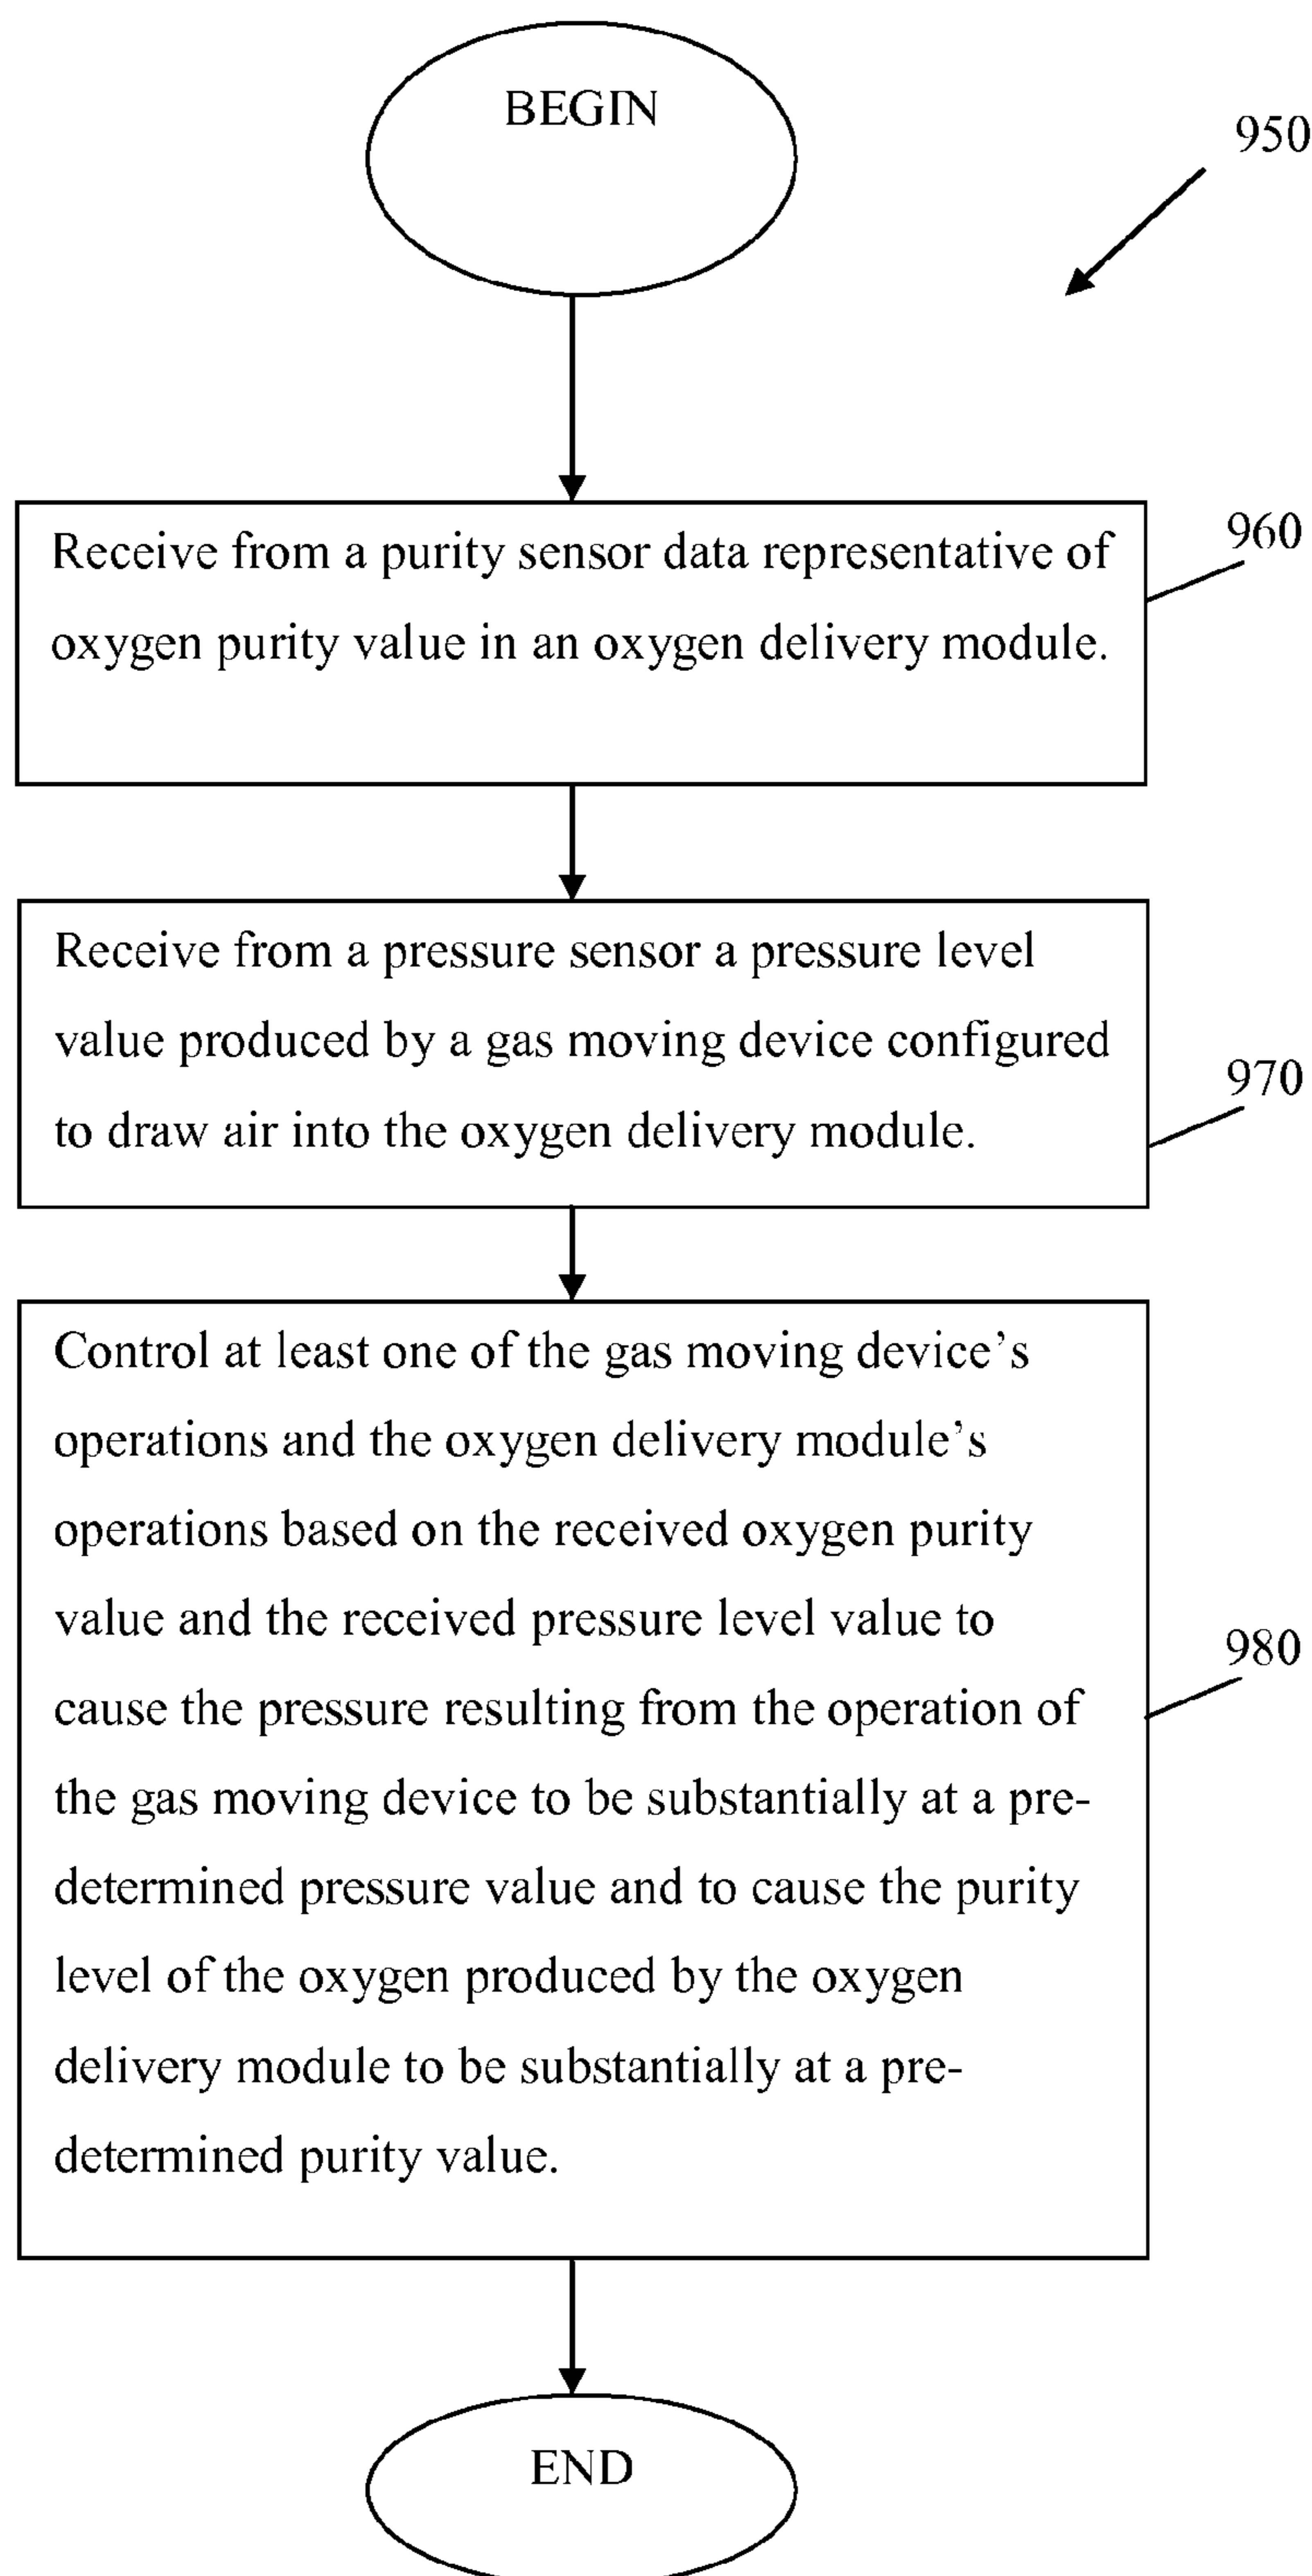 BEGIN
950
Receive from a purity sensor data representative of
oxygen purity value in an oxygen delivery module.
960
Receive from a pressure sensor a pressure level
value produced by a gas moving device configured
to draw air into the oxygen delivery module.
970
Control at least one of the gas moving device’s
operations and the oxygen delivery module’s
operations based on the received oxygen purity
value and the received pressure level value to
cause the pressure resulting from the operation of
the gas moving device to be substantially at a pre-
determined pressure value and to cause the purity
level of the oxygen produced by the oxygen
delivery module to be substantially at a pre-
determined purity value.
980
END